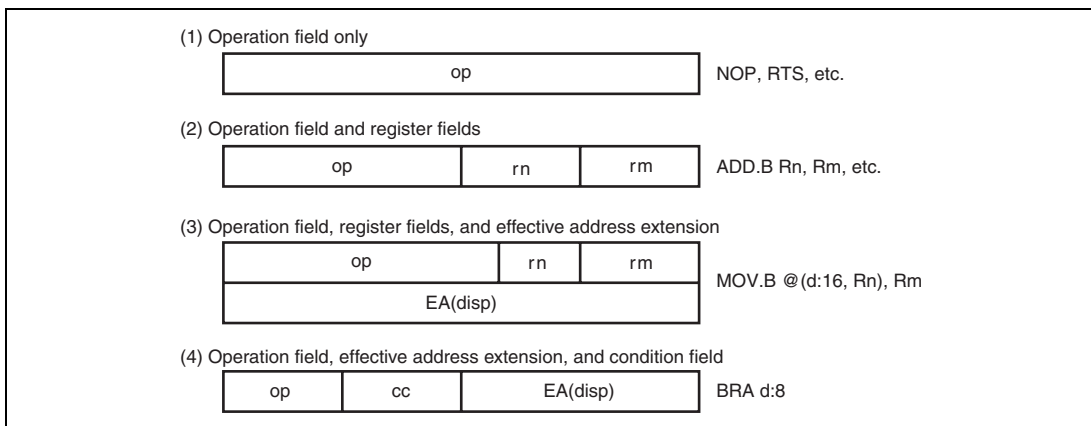 (1) Operation field only
op
NOP, RTS, etc.
(2) Operation field and register fields
op rn rm
ADD.B Rn, Rm, etc.
(3) Operation field, register fields, and effective address extension
op rn rm
MOV.B @(d:16, Rn), Rm
EA(disp)
(4) Operation field, effective address extension, and condition field
op cc EA(disp)
BRA d:8